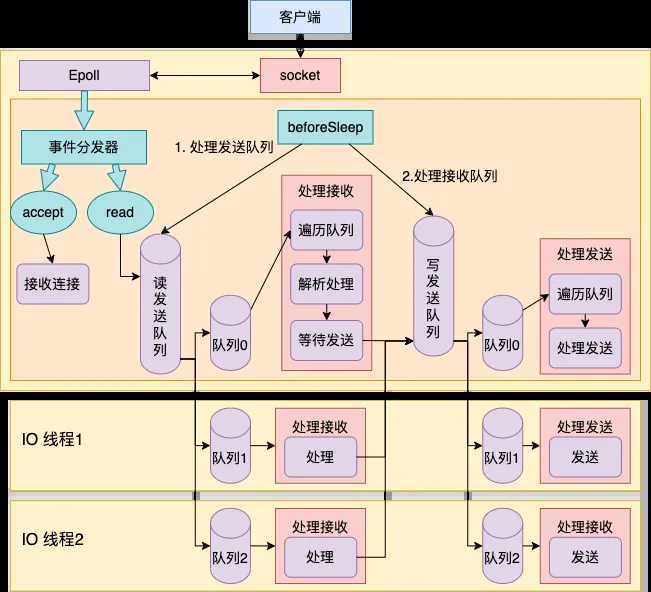 客户端
Epoll
socket
beforeSleep
事件分发器
1. 处理发送队列
2.处理接收队列
accept
read
接收连接
读发送队列
队列0
处理接收
遍历队列
解析处理
等待发送
写发送队列
队列0
处理发送
遍历队列
处理发送
IO 线程1
队列1
处理接收
处理
队列1
处理发送
发送
IO 线程2
队列2
处理接收
处理
队列2
处理接收
发送